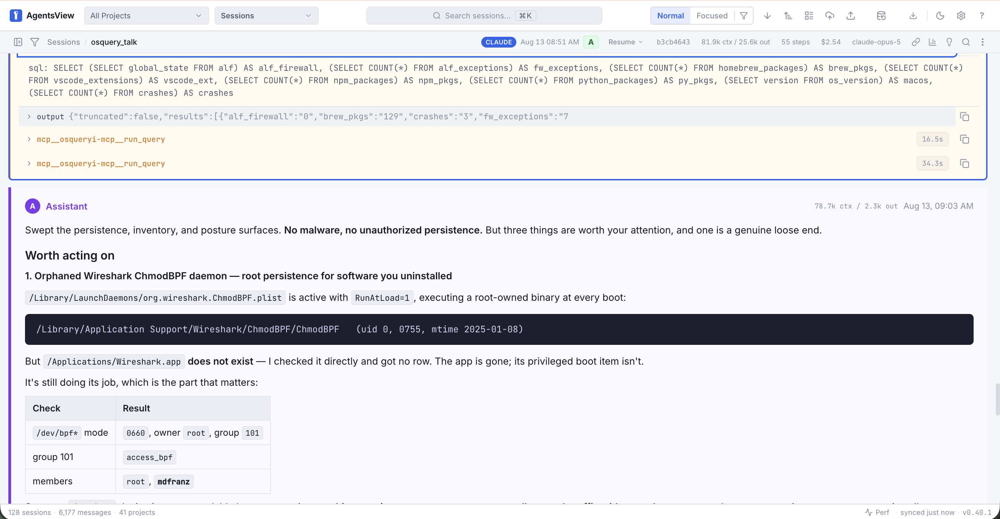 AgentsView All Projects Sessions Search sessions... ⌘K Normal Focused ?
Sessions / osquery_talk CLAUDE Aug 13 08:51 AM A Resume b3cb4643 81.9k ctx / 25.6k out 55 steps $2.54 claude-opus-5
sql: SELECT (SELECT global_state FROM alf) AS alf_firewall, (SELECT COUNT(*) FROM alf_exceptions) AS fw_exceptions, (SELECT COUNT(*) FROM homebrew_packages) AS brew_pkgs, (SELECT COUNT(*)
FROM vscode_extensions) AS vscode_ext, (SELECT COUNT(*) FROM npm_packages) AS npm_pkgs, (SELECT COUNT(*) FROM python_packages) AS py_pkgs, (SELECT version FROM os_version) AS macos,
(SELECT COUNT(*) FROM crashes) AS crashes
output {"truncated":false,"results":[{"alf_firewall":"0","brew_pkgs":"129","crashes":"3","fw_exceptions":"7
mcp__osqueryi-mcp__run_query 16.5s
mcp__osqueryi-mcp__run_query 34.3s
A Assistant 78.7k ctx / 2.3k out Aug 13, 09:03 AM
Swept the persistence, inventory, and posture surfaces. No malware, no unauthorized persistence. But three things are worth your attention, and one is a genuine loose end.
Worth acting on
1. Orphaned Wireshark ChmodBPF daemon — root persistence for software you uninstalled
/Library/LaunchDaemons/org.wireshark.ChmodBPF.plist is active with RunAtLoad=1, executing a root-owned binary at every boot:
/Library/Application Support/Wireshark/ChmodBPF/ChmodBPF (uid 0, 0755, mtime 2025-01-08)
But /Applications/Wireshark.app does not exist — I checked it directly and got no row. The app is gone; its privileged boot item isn't.
It's still doing its job, which is the part that matters:
Check Result
/dev/bpf* mode 0660, owner root, group 101
group 101 access_bpf
members root, mdfranz
128 sessions · 6,177 messages · 41 projects Perf · synced just now · v0.40.1